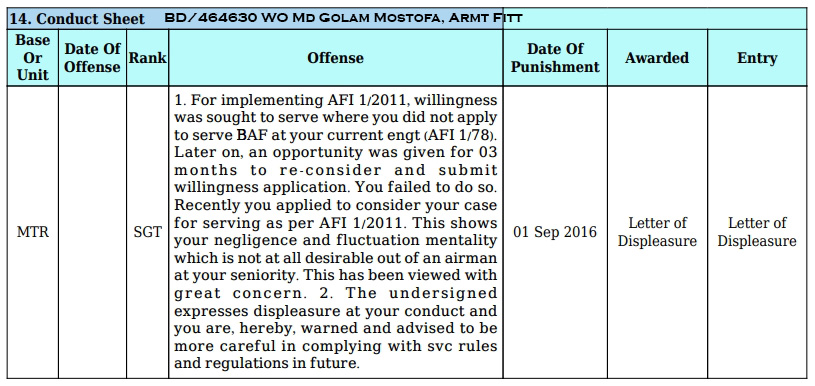 14. Conduct Sheet BD/464630 WO MD GOLAM MOSTOFA, ARMT FITT
Base Or Unit
Date Of Offense
Rank
Offense
Date Of Punishment
Awarded
Entry
MTR
SGT
1. For implementing AFI 1/2011, willingness
was sought to serve where you did not apply
to serve BAF at your current engt (AFI 1/78).
Later on, an opportunity was given for 03
months to re-consider and submit
willingness application. You failed to do so.
Recently you applied to consider your case
for serving as per AFI 1/2011. This shows
your negligence and fluctuation mentality
which is not at all desirable out of an airman
at your seniority. This has been viewed with
great concern. 2. The undersigned
expresses displeasure at your conduct and
you are, hereby, warned and advised to be
more careful in complying with svc rules
and regulations in future.
01 Sep 2016
Letter of
Displeasure
Letter of
Displeasure